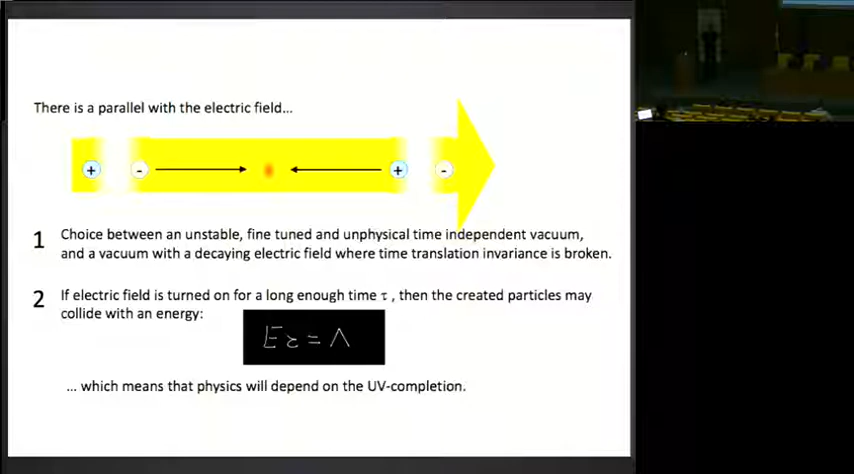 There is a parallel with the electric field...
+ - + -
1 Choice between an unstable, fine tuned and unphysical time independent vacuum,
and a vacuum with a decaying electric field where time translation invariance is broken.
2 If electric field is turned on for a long enough time τ , then the created particles may
collide with an energy:
Eτ = Λ
... which means that physics will depend on the UV-completion.